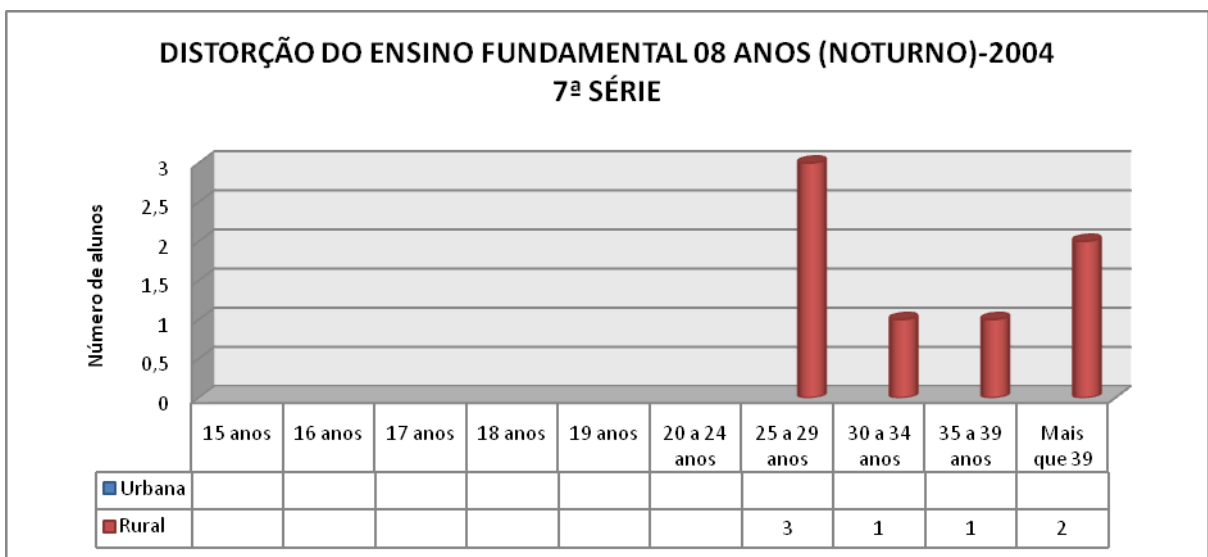 DISTORÇÃO DO ENSINO FUNDAMENTAL 08 ANOS (NOTURNO)-2004
7ª SÉRIE
Número de alunos
3
2,5
2
1,5
1
0,5
0
15 anos 16 anos 17 anos 18 anos 19 anos 20 a 24 anos 25 a 29 anos 30 a 34 anos 35 a 39 anos Mais que 39
Urbana
Rural 3 1 1 2